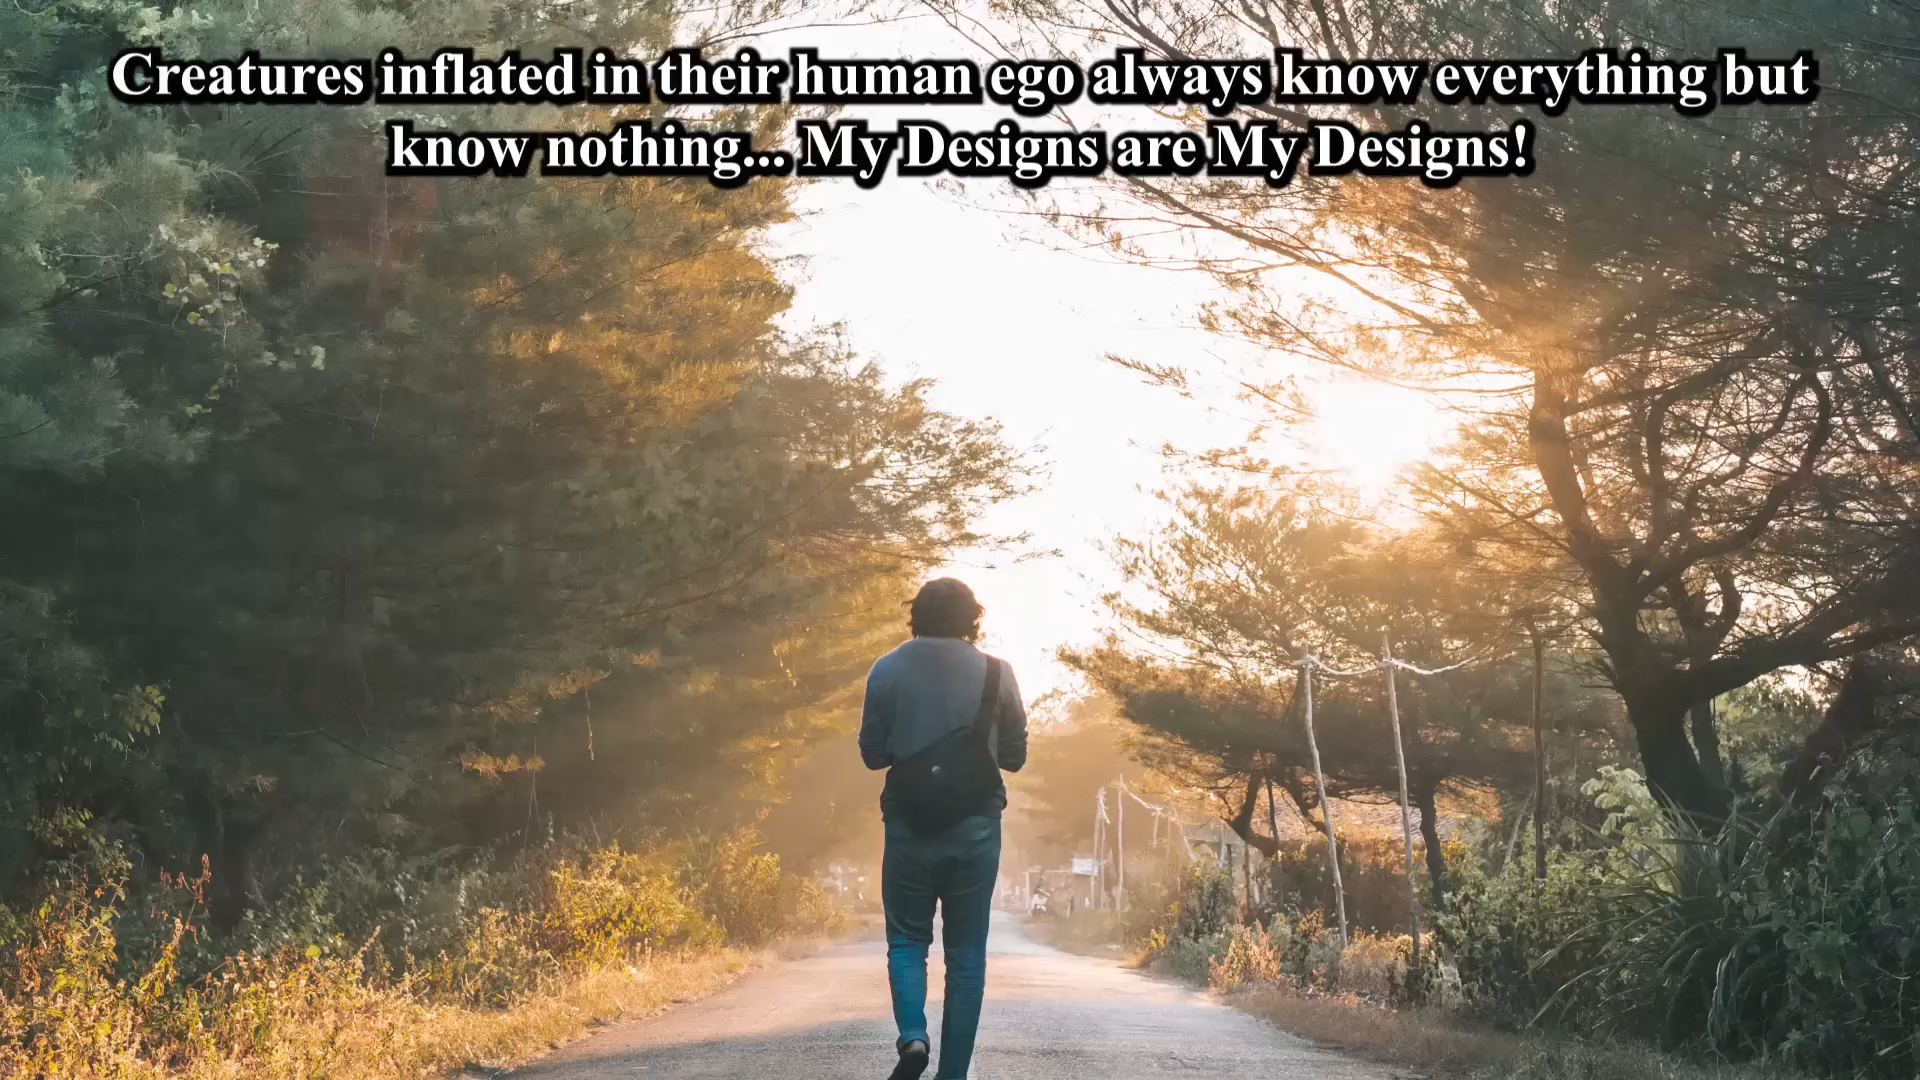 Creatures inflated in their human ego always know everything but
know nothing... My Designs are My Designs!